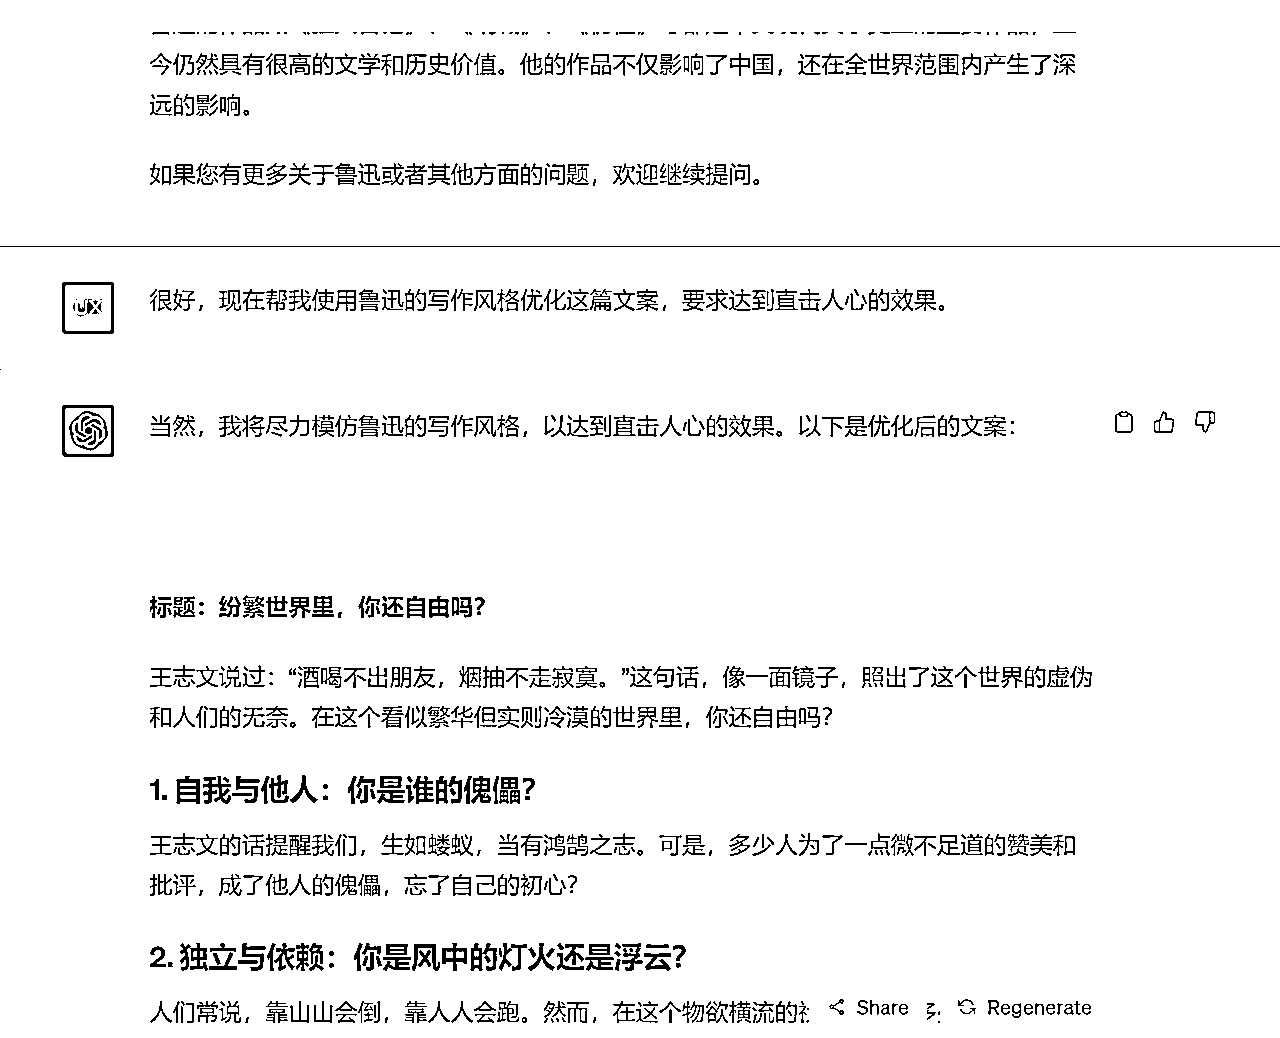 今仍然具有很高的文学和历史价值。他的作品不仅影响了中国，还在全世界范围内产生了深
远的影响。
如果您有更多关于鲁迅或者其他方面的问题，欢迎继续提问。
UX
很好，现在帮我使用鲁迅的写作风格优化这篇文案，要求达到直击人心的效果。
当然，我将尽力模仿鲁迅的写作风格，以达到直击人心的效果。以下是优化后的文案：
标题：纷繁世界里，你还自由吗？
王志文说过：“酒喝不出朋友，烟抽不走寂寞。”这句话，像一面镜子，照出了这个世界的虚伪
和人们的无奈。在这个看似繁华但实则冷漠的世界里，你还自由吗？
1. 自我与他人：你是谁的傀儡？
王志文的话提醒我们，生如蝼蚁，当有鸿鹄之志。可是，多少人为了一点微不足道的赞美和
批评，成了他人的傀儡，忘了自己的初心？
2. 独立与依赖：你是风中的灯火还是浮云？
人们常说，靠山山会倒，靠人人会跑。然而，在这个物欲横流的 Share Regenerate